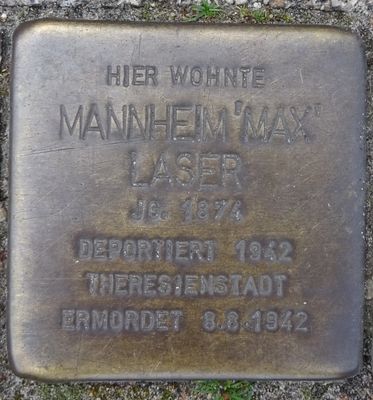 HIER WOHNTE
MANNHEIM 'MAX'
LASER
JG. 1874
DEPORTIERT 1942
THERESIENSTADT
ERMORDET 8.8.1942